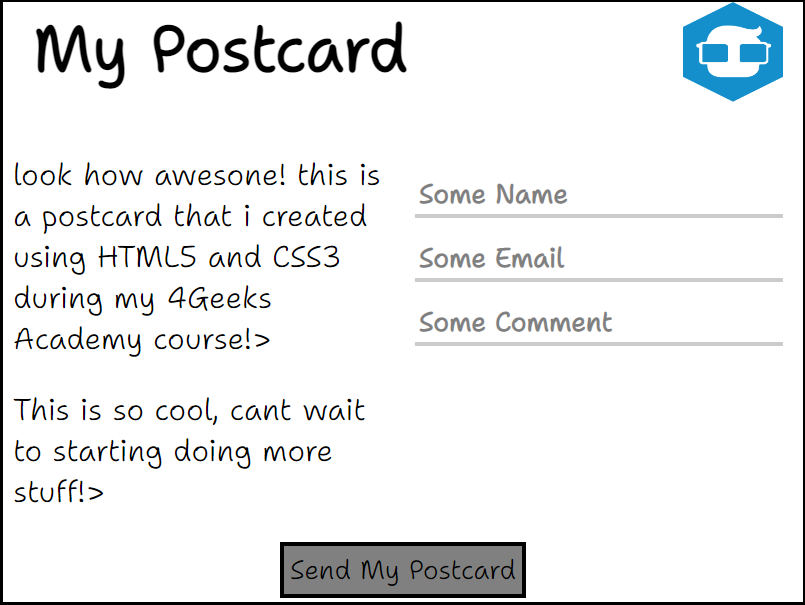 My Postcard
look how awesone! this is
a postcard that i created
using HTML5 and CSS3
during my 4Geeks
Academy course!>
This is so cool, cant wait
to starting doing more
stuff!>
Some Name
Some Email
Some Comment
Send My Postcard